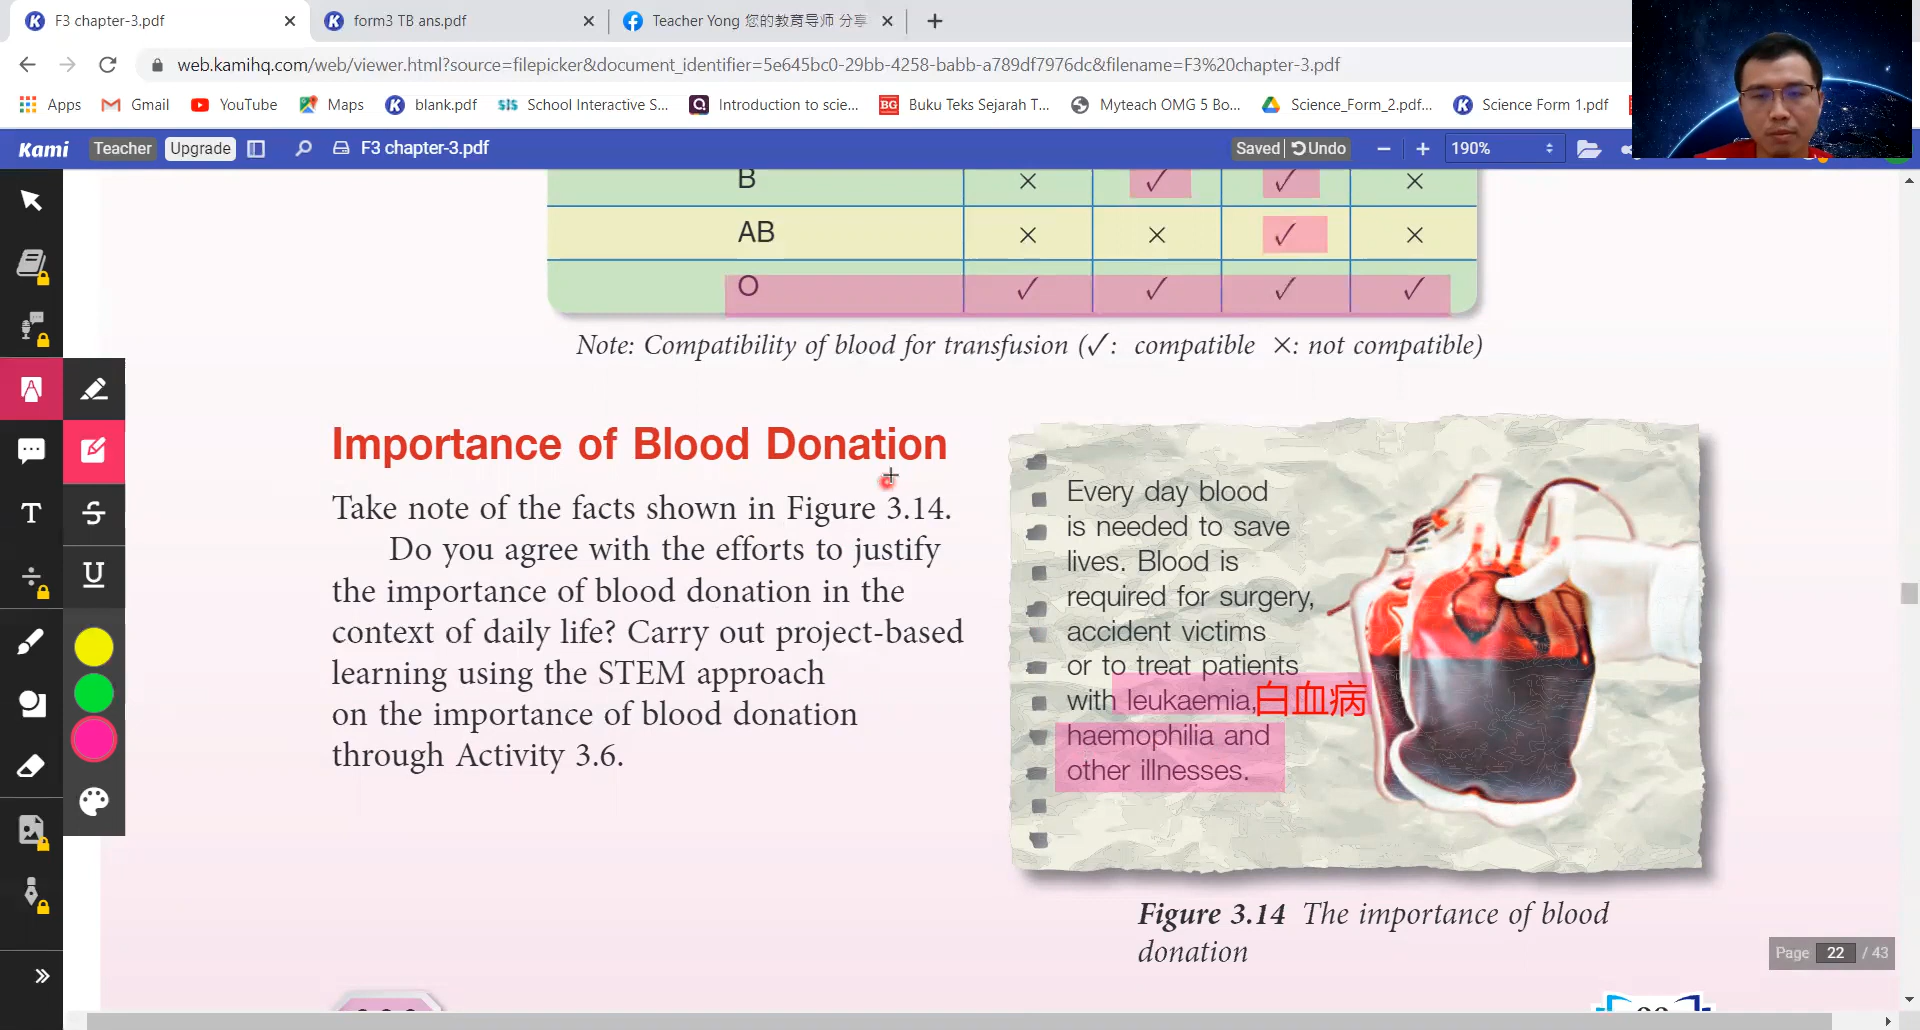 F3 chapter-3.pdf
form3 TB ans.pdf
Teacher Yong 您的教育导师 分享
web.kamihq.com/web/viewer.html?source=filepicker&document_identifier=5e645bc0-29bb-4258-babb-a789df7976dc&filename=F3%20chapter-3.pdf
Apps
Gmail
YouTube
Maps
blank.pdf
School Interactive S...
Introduction to scie...
Buku Teks Sejarah T...
Myteach OMG 5 Bo...
Science_Form_2.pdf...
Science Form 1.pdf
Kami
Teacher
Upgrade
F3 chapter-3.pdf
Saved
Undo
190%
B × ✓ ✓ ×
AB × × ✓ ×
O ✓ ✓ ✓ ✓
Note: Compatibility of blood for transfusion (✓: compatible ×: not compatible)
Importance of Blood Donation
Take note of the facts shown in Figure 3.14.
Do you agree with the efforts to justify
the importance of blood donation in the
context of daily life? Carry out project-based
learning using the STEM approach
on the importance of blood donation
through Activity 3.6.
Every day blood
is needed to save
lives. Blood is
required for surgery,
accident victims
or to treat patients
with leukaemia,白血病
haemophilia and
other illnesses.
Figure 3.14 The importance of blood
donation
Page 22 / 43